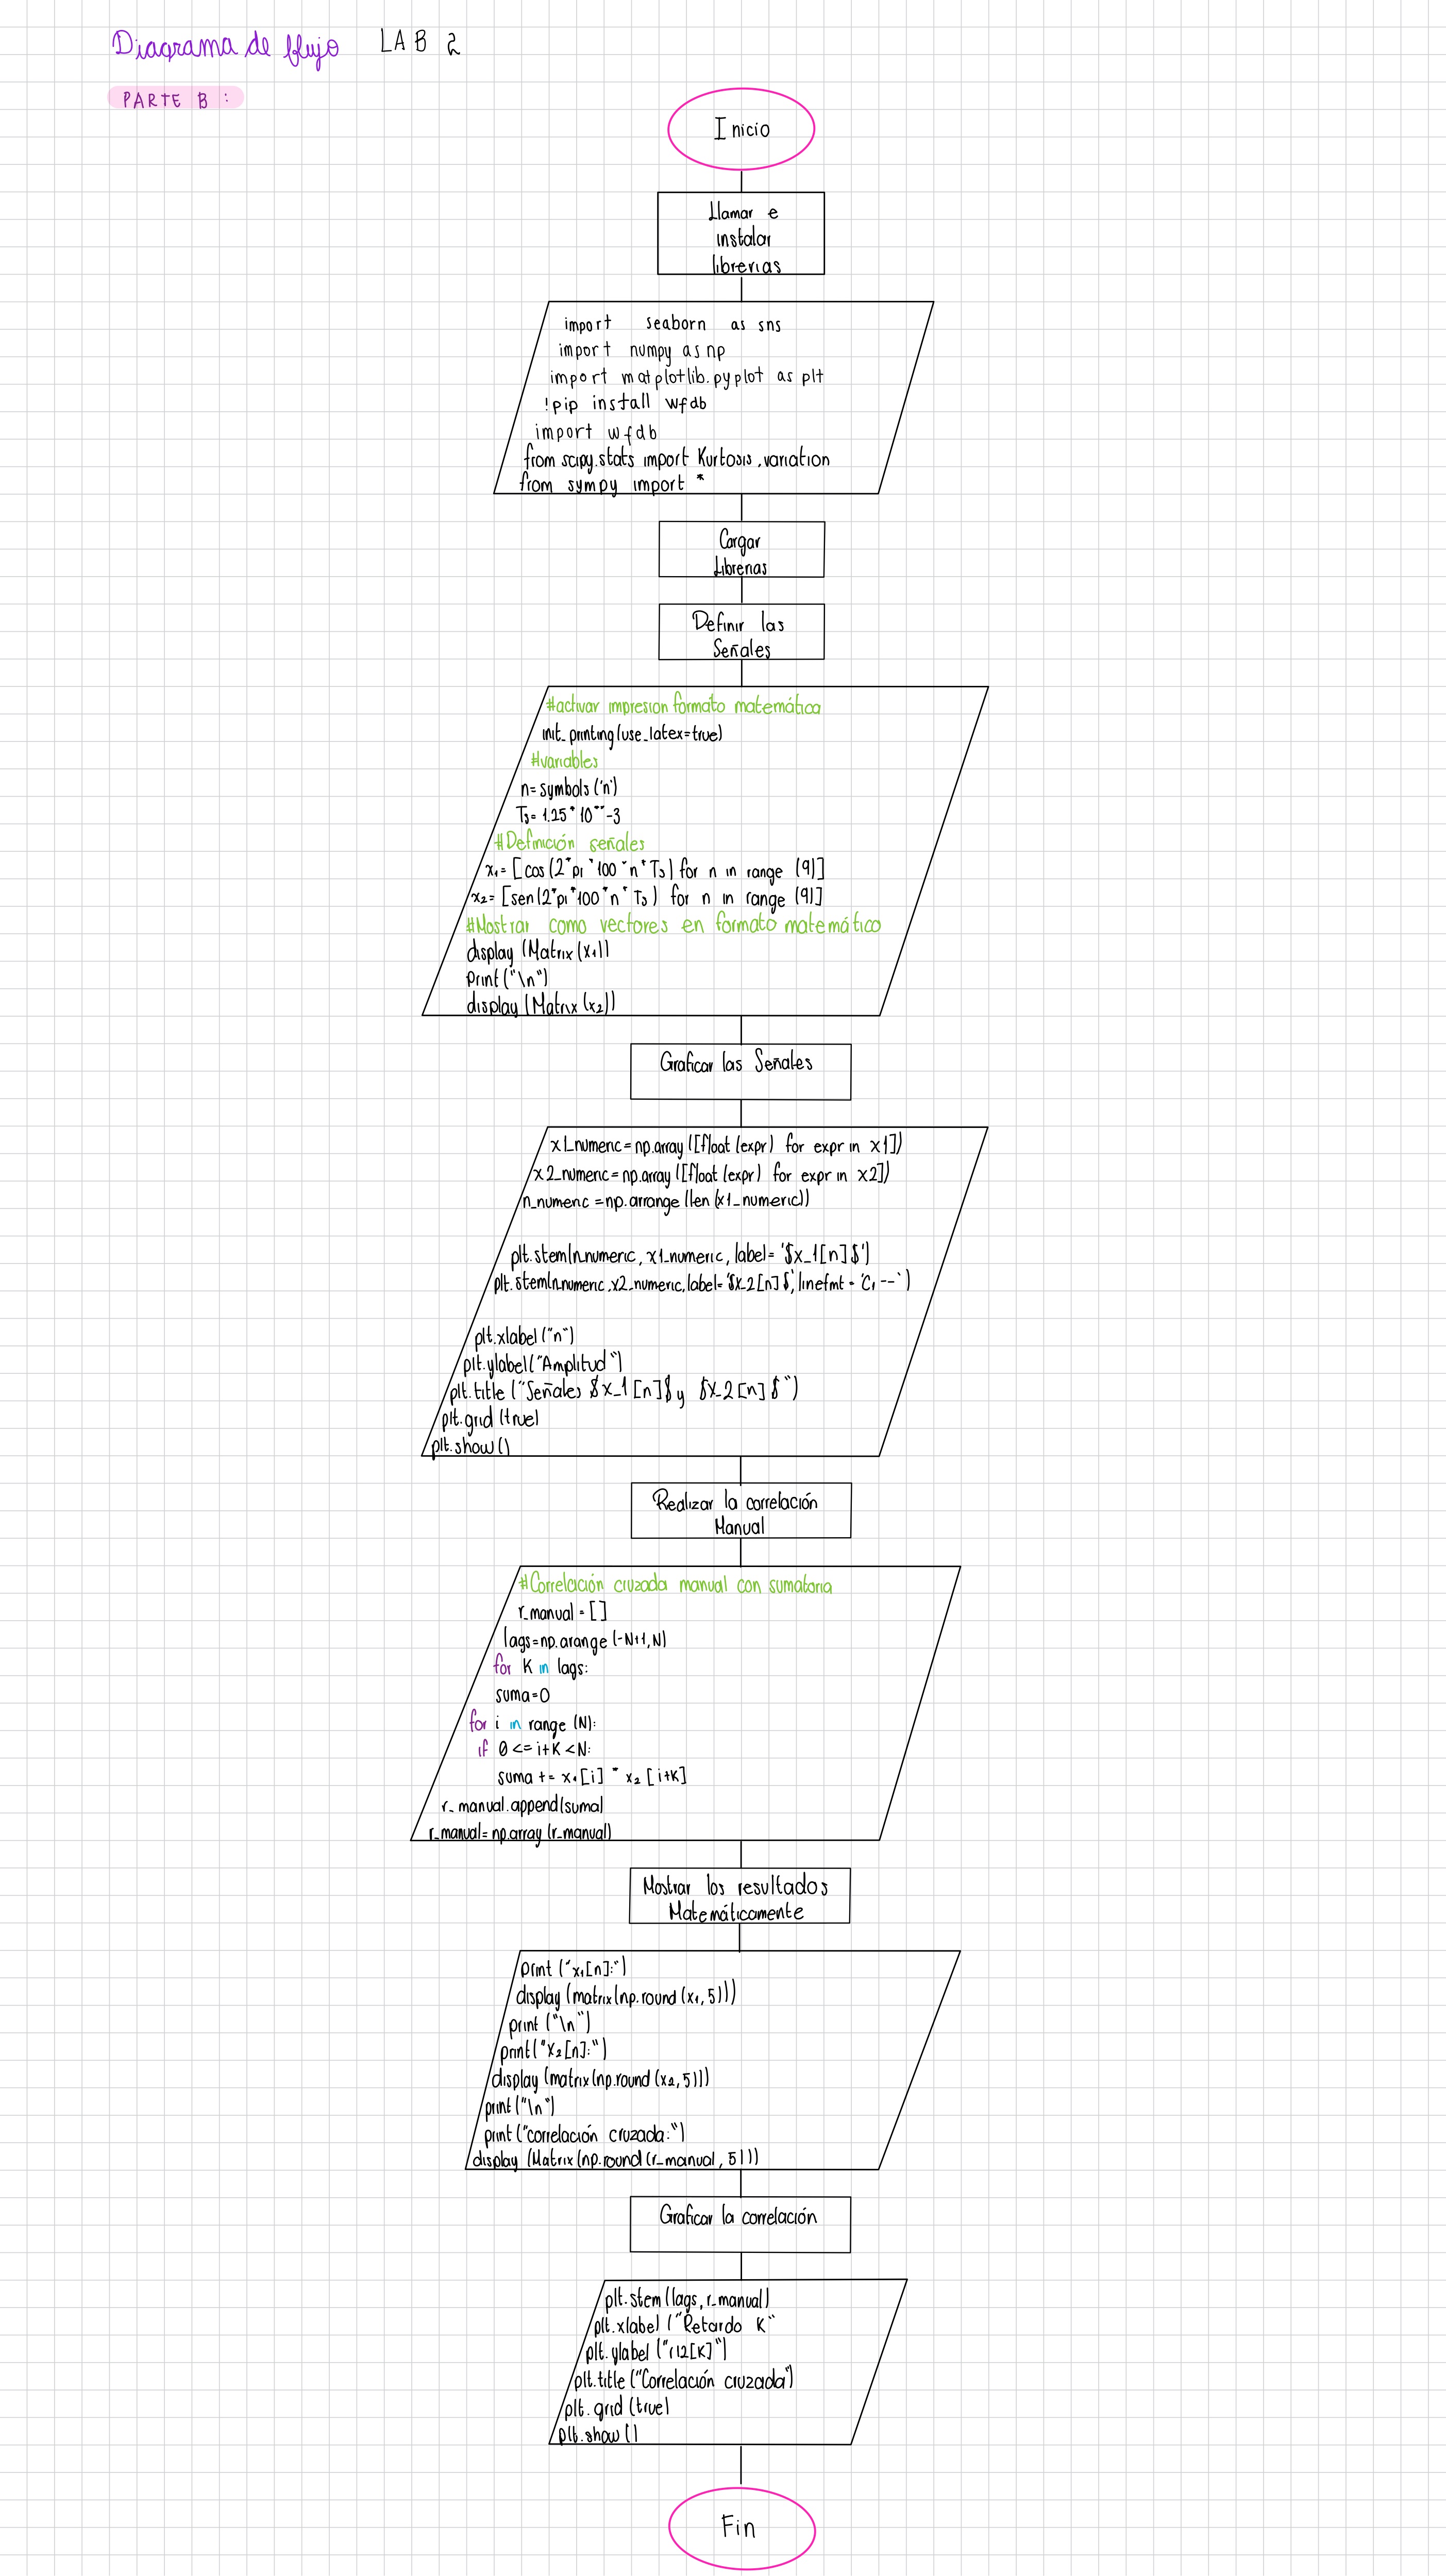 Diagrama de flujo LAB 2
PARTE B :
Inicio
Llamar e
instalar
librerias
import seaborn as sns
import numpy as np
import matplotlib.pyplot as plt
!pip install wfdb
import wfdb
from scipy.stats import Kurtosis, variation
from sympy import *
Cargar
Librerias
Definir las
Señales
#activar impresion formato matemática
init_printing(use_latex=true)
#variables
n=symbols('n')
Ts=1.25*10**-3
#Definición señales
x1=[cos(2*pi*100*n*Ts) for n in range (9)]
x2=[sen(2*pi*100*n*Ts) for n in range (9)]
#Mostrar como vectores en formato matemático
display (Matrix(x1))
print("\n")
display (Matrix(x2))
Graficar las Señales
x1_numeric=np.array([float(expr) for expr in x1])
x2_numeric=np.array([float(expr) for expr in x2])
n_numeric=np.arrange(len(x1_numeric))
plt.stem(n_numeric, x1_numeric, label='$x_1[n]$')
plt.stem(n_numeric, x2_numeric, label='$x_2[n]$', linefmt='C1--')
plt.xlabel("n")
plt.ylabel("Amplitud")
plt.title("Señales $x_1[n]$ y $x_2[n]$")
plt.grid(true)
plt.show()
Realizar la correlación
Manual
#Correlación cruzada manual con sumatoria
r_manual=[]
lags=np.arange(-N+1,N)
for K in lags:
suma=0
for i in range (N):
if 0<=i+K<N:
suma += x1[i] * x2[i+K]
r_manual.append(suma)
r_manual=np.array(r_manual)
Mostrar los resultados
Matemáticamente
print ("x1[n]:")
display (matrix(np.round(x1,5)))
print ("\n")
print("x2[n]:")
display (matrix(np.round(x2,5)))
print("\n")
print("correlación cruzada:")
display (Matrix(np.round(r_manual, 5)))
Graficar la correlación
plt.stem(lags, r_manual)
plt.xlabel ("Retardo K"
plt.ylabel ("r12[K]")
plt.title("Correlación cruzada")
plt.grid (true)
plt.show()
Fin